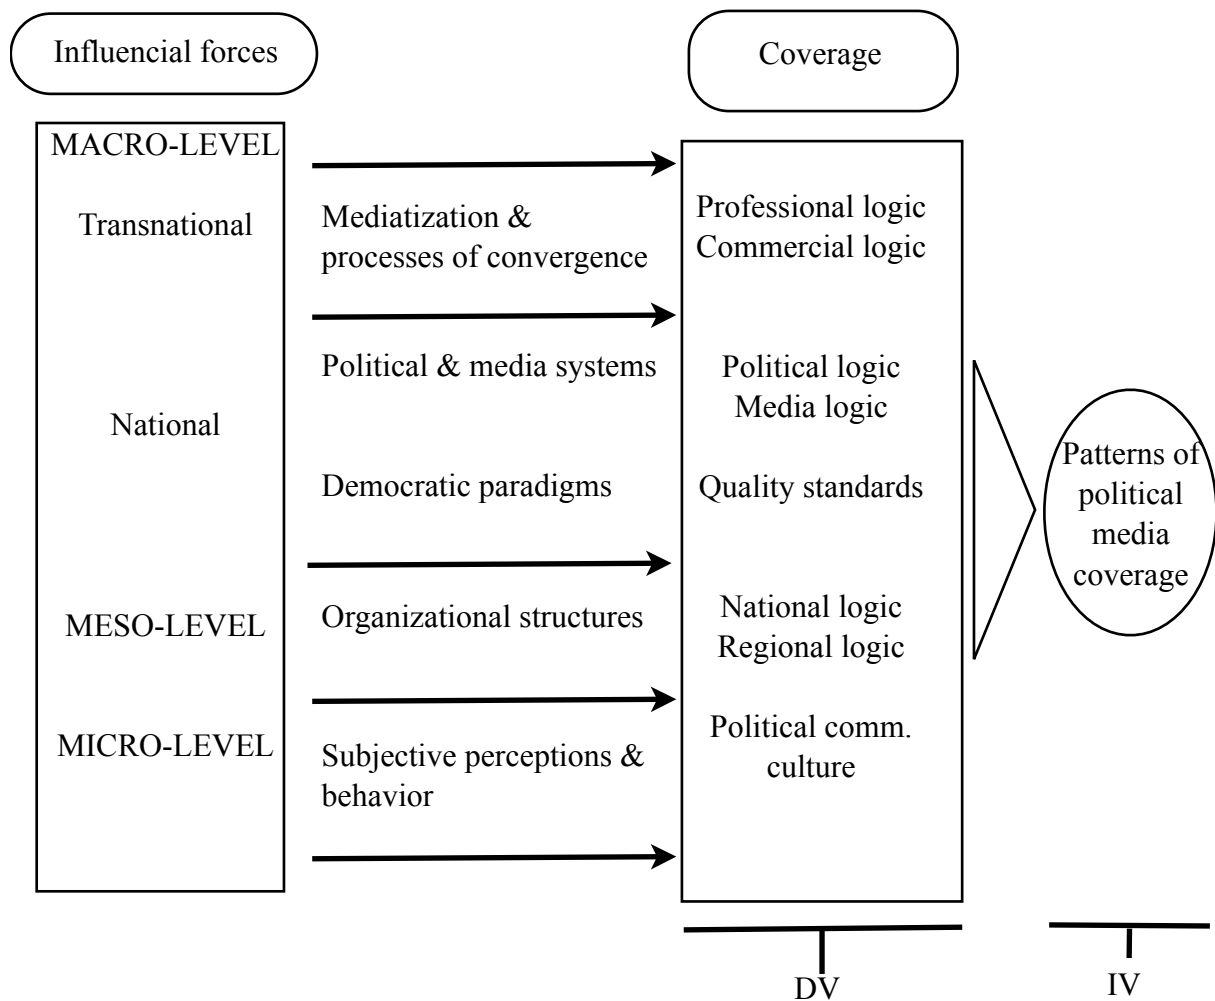 Influencial forces
Coverage
MACRO-LEVEL
Transnational
Mediatization &
processes of convergence
Professional logic
Commercial logic
National
Political & media systems
Political logic
Media logic
Democratic paradigms
Quality standards
MESO-LEVEL
Organizational structures
National logic
Regional logic
MICRO-LEVEL
Subjective perceptions &
behavior
Political comm.
culture
Patterns of
political
media
coverage
DV
IV